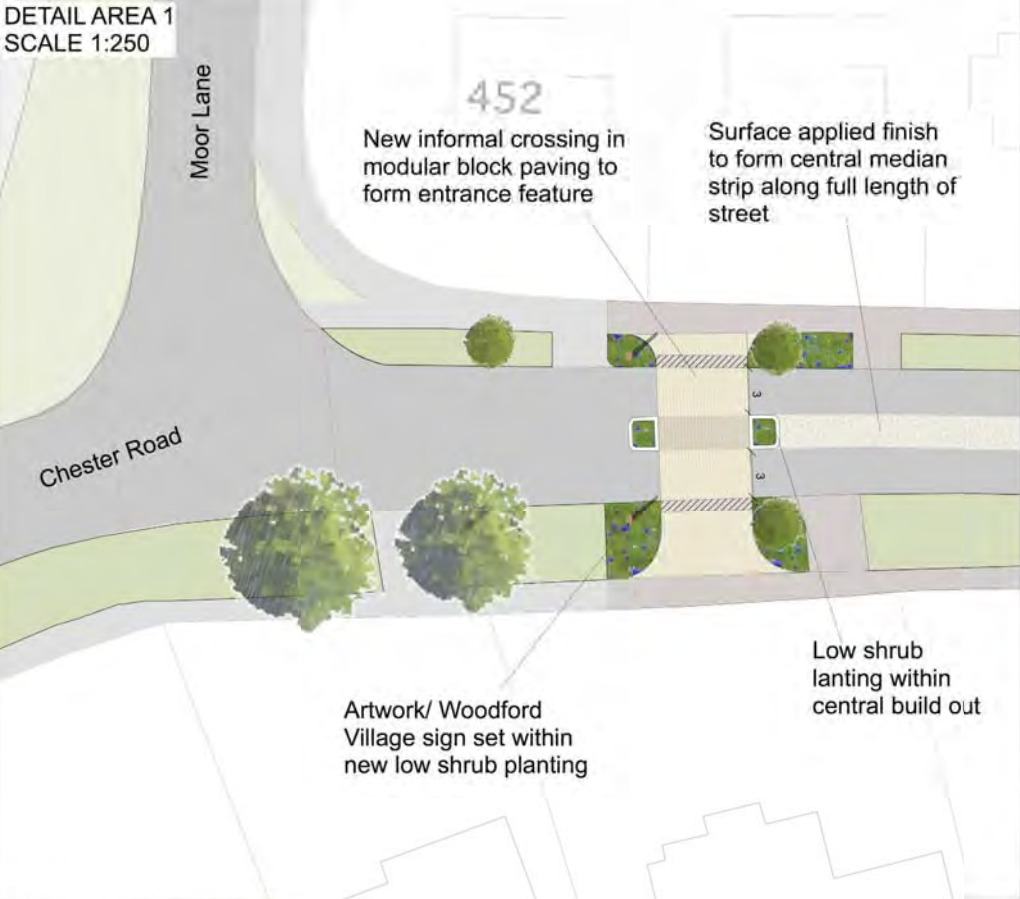 DETAIL AREA 1
SCALE 1:250
Moor Lane
452
New informal crossing in
modular block paving to
form entrance feature
Surface applied finish
to form central median
strip along full length of
street
Chester Road
3
3
Artwork/ Woodford
Village sign set within
new low shrub planting
Low shrub
lanting within
central build out